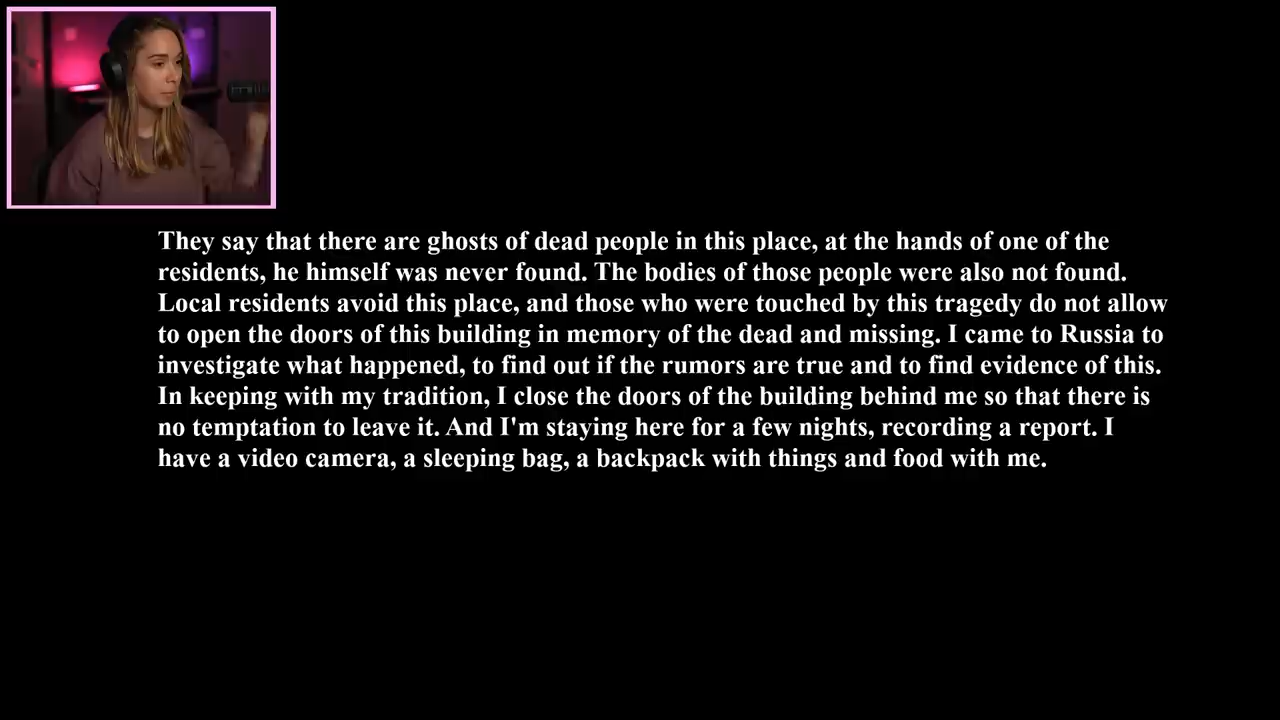 They say that there are ghosts of dead people in this place, at the hands of one of the
residents, he himself was never found. The bodies of those people were also not found.
Local residents avoid this place, and those who were touched by this tragedy do not allow
to open the doors of this building in memory of the dead and missing. I came to Russia to
investigate what happened, to find out if the rumors are true and to find evidence of this.
In keeping with my tradition, I close the doors of the building behind me so that there is
no temptation to leave it. And I'm staying here for a few nights, recording a report. I
have a video camera, a sleeping bag, a backpack with things and food with me.